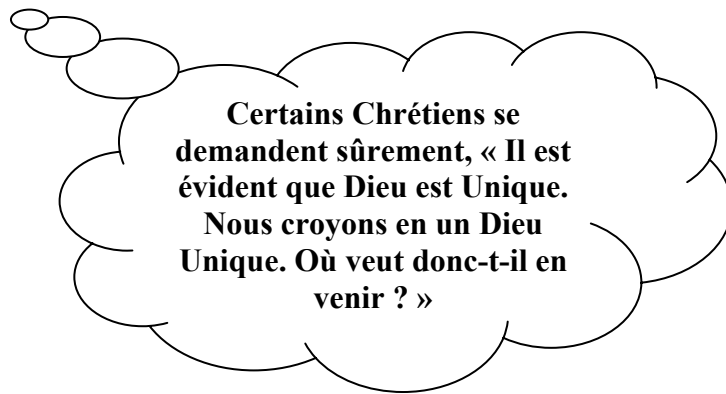 Certains Chrétiens se
demandent sûrement, « Il est
évident que Dieu est Unique.
Nous croyons en un Dieu
Unique. Où veut donc-t-il en
venir ? »